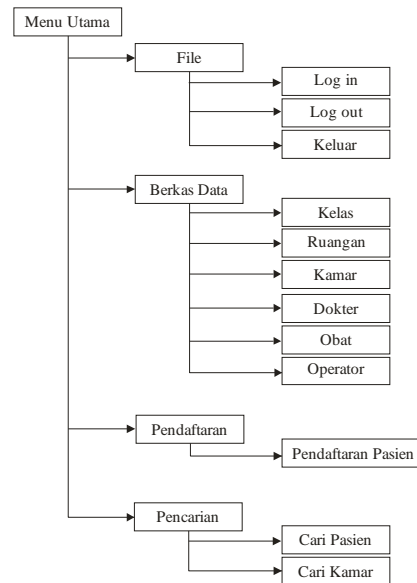 Menu Utama
File
Log in
Log out
Keluar
Berkas Data
Kelas
Ruangan
Kamar
Dokter
Obat
Operator
Pendaftaran
Pendaftaran Pasien
Pencarian
Cari Pasien
Cari Kamar